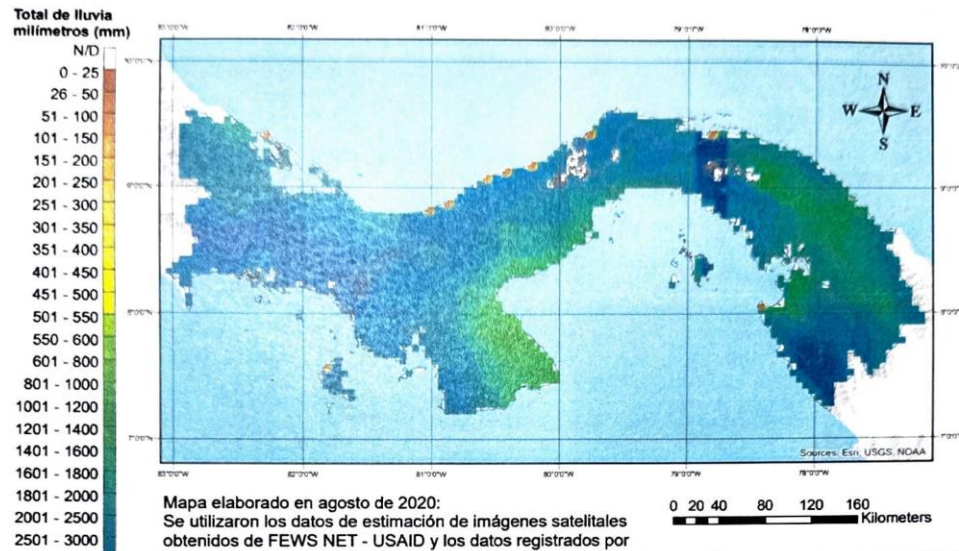 Total de lluvia
milímetros (mm)
N/D
0 - 25
26 - 50
51 - 100
101 - 150
151 - 200
201 - 250
251 - 300
301 - 350
351 - 400
401 - 450
451 - 500
501 - 550
550 - 600
601 - 800
801 - 1000
1001 - 1200
1201 - 1400
1401 - 1600
1601 - 1800
1801 - 2000
2001 - 2500
2501 - 3000
N
W E
S
Sources: Esri, USGS, NOAA
Mapa elaborado en agosto de 2020:
Se utilizaron los datos de estimación de imágenes satelitales
obtenidos de FEWS NET - USAID y los datos registrados por
0 20 40 80 120 160
Kilometers